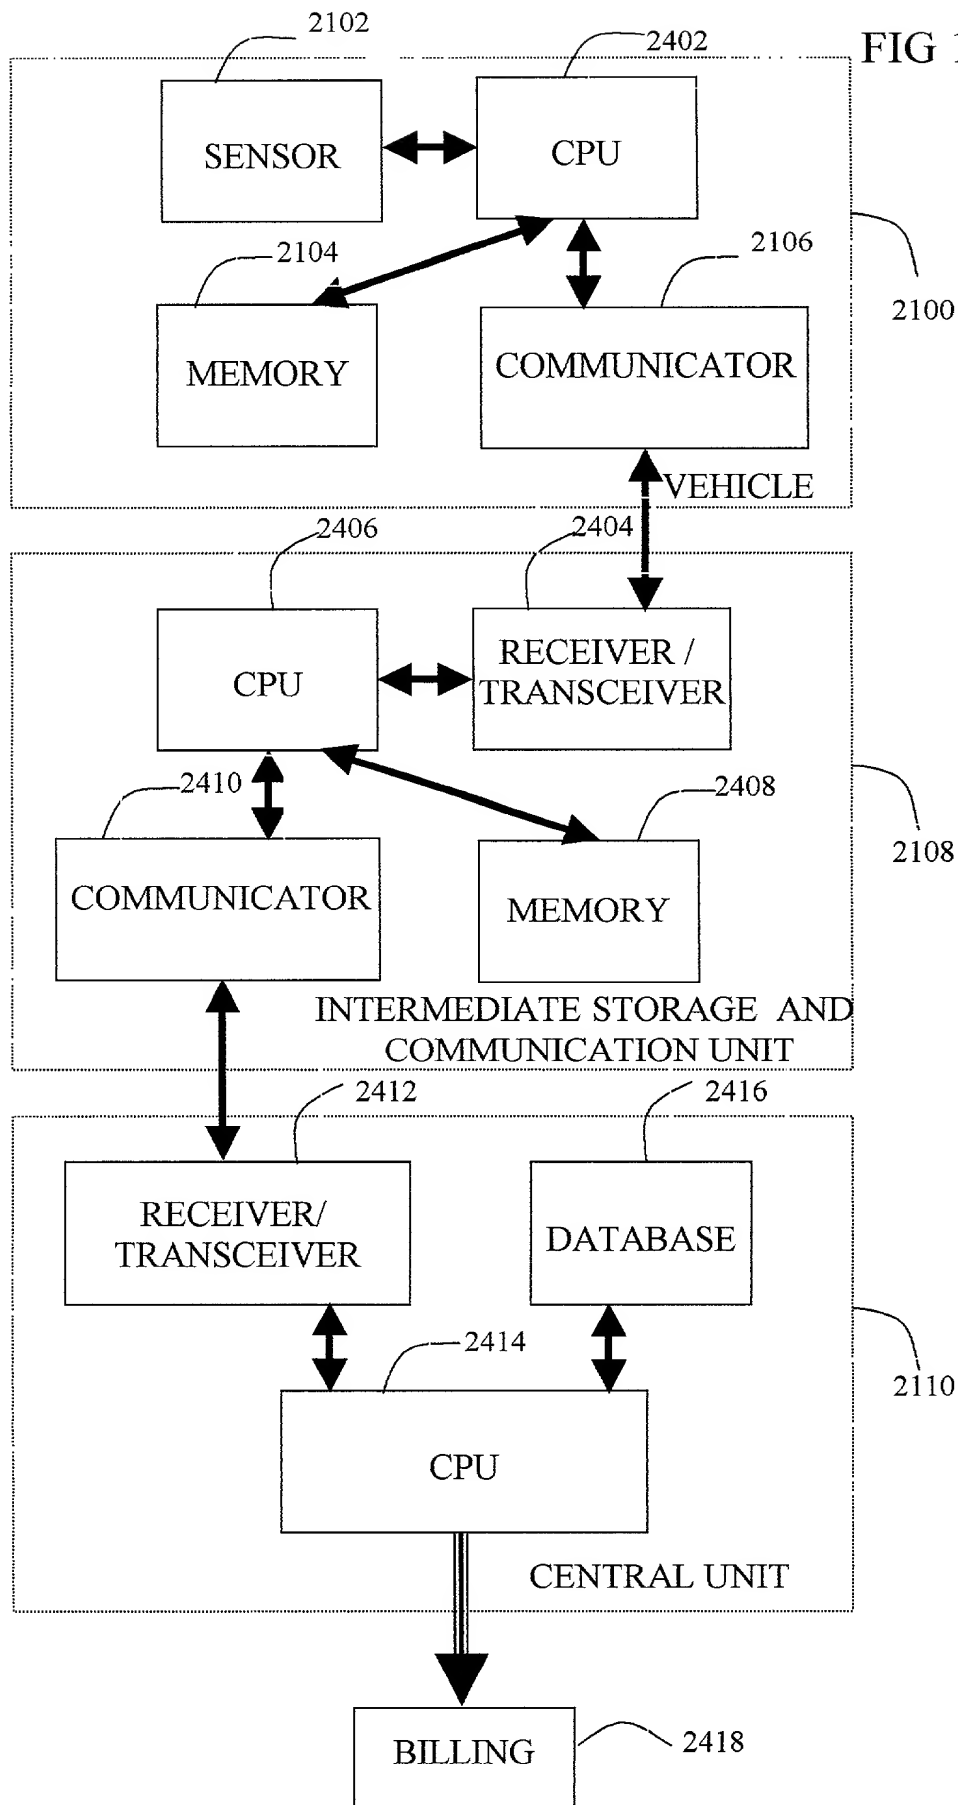 2102
2402
FIG 1
SENSOR
CPU
2104
2106
2100
MEMORY
COMMUNICATOR
VEHICLE
2406
2404
CPU
RECEIVER /
TRANSCEIVER
2410
2408
2108
COMMUNICATOR
MEMORY
INTERMEDIATE STORAGE AND
COMMUNICATION UNIT
2412
2416
RECEIVER/
TRANSCEIVER
DATABASE
2414
2110
CPU
CENTRAL UNIT
BILLING
2418